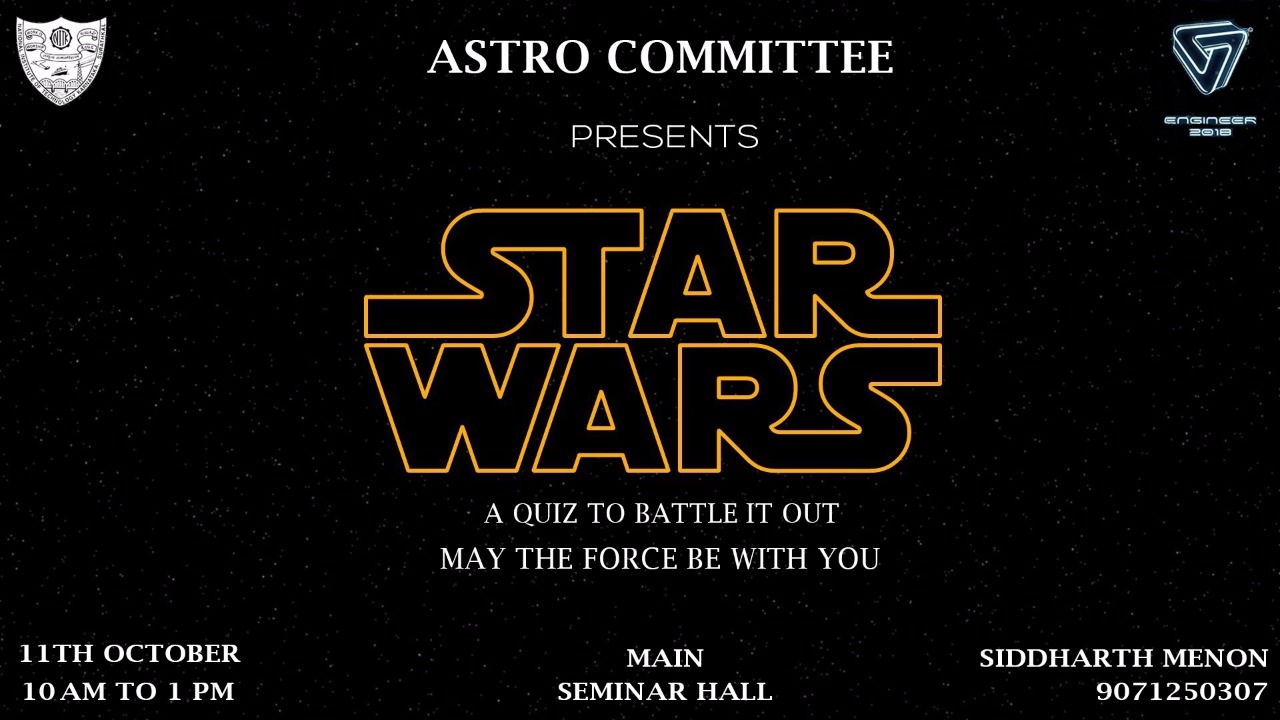 ASTRO COMMITTEE
PRESENTS
ENGINEER
2018
STAR
WARS
A QUIZ TO BATTLE IT OUT
MAY THE FORCE BE WITH YOU
11TH OCTOBER
10 AM TO 1 PM
MAIN
SEMINAR HALL
SIDDHARTH MENON
9071250307